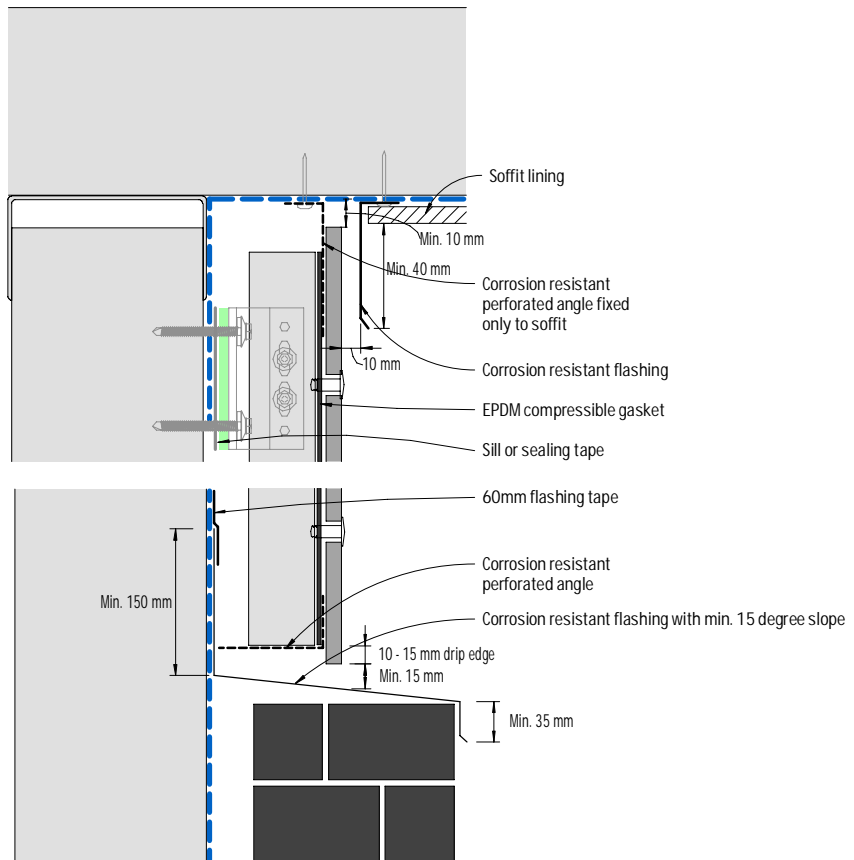 Soffit lining
Min. 10 mm
Min. 40 mm
Corrosion resistant
perforated angle fixed
only to soffit
10 mm
Corrosion resistant flashing
EPDM compressible gasket
Sill or sealing tape
60mm flashing tape
Corrosion resistant
perforated angle
Min. 150 mm
Corrosion resistant flashing with min. 15 degree slope
10 - 15 mm drip edge
Min. 15 mm
Min. 35 mm